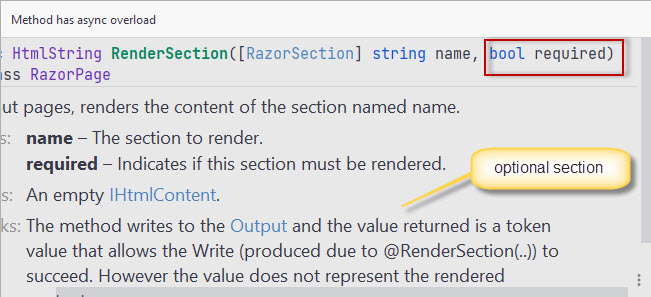 Method has async overload
HtmlString RenderSection([RazorSection] string name, bool required)
RazorPage
pages, renders the content of the section named name.
name – The section to render.
required – Indicates if this section must be rendered.
optional section
An empty IHtmlContent.
The method writes to the Output and the value returned is a token
value that allows the Write (produced due to @RenderSection(..)) to
succeed. However the value does not represent the rendered